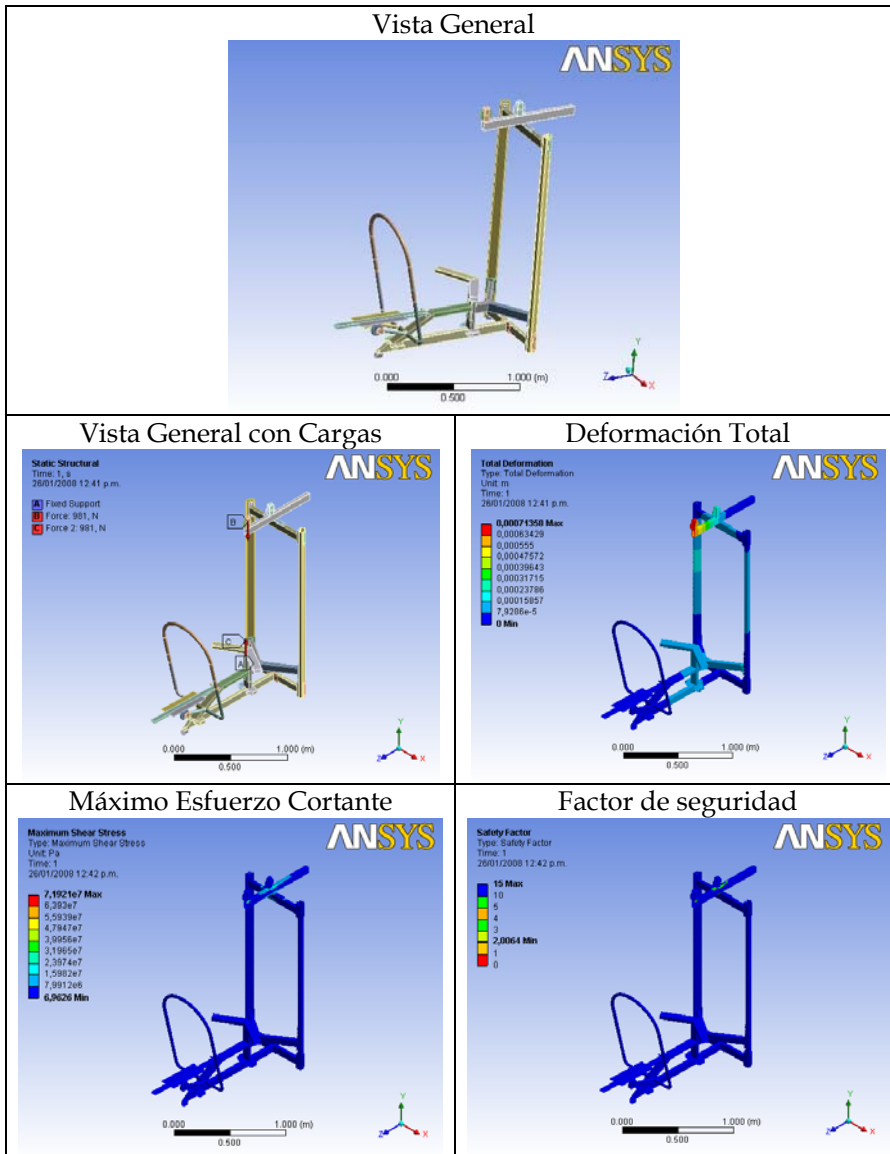 Vista General
ANSYS
0.000
1.000 (m)
0.500
Y
Z
X
Vista General con Cargas
Static Structural
Time: 1, s
26/01/2008 12:41 p.m.
A Fixed Support
B Force: 981, N
C Force 2: 981, N
ANSYS
B
C
A
0.000
1.000 (m)
0.500
Y
Z
X
Deformación Total
Total Deformation
Type: Total Deformation
Unit: m
Time: 1
26/01/2008 12:41 p.m.
ANSYS
0,00071358 Max
0,00063429
0,000555
0,00047572
0,00039643
0,00031715
0,00023786
0,00015857
7,9286e-5
0 Min
0.000
1.000 (m)
0.500
Y
Z
X
Máximo Esfuerzo Cortante
Maximum Shear Stress
Type: Maximum Shear Stress
Unit: Pa
Time: 1
26/01/2008 12:42 p.m.
ANSYS
7,1921e7 Max
6,393e7
5,5939e7
4,7947e7
3,9956e7
3,1965e7
2,3974e7
1,5982e7
7,9912e6
6,9626 Min
0.000
1.000 (m)
0.500
Y
Z
X
Factor de seguridad
Safety Factor
Type: Safety Factor
Time: 1
26/01/2008 12:42 p.m.
ANSYS
15 Max
10
5
4
3
2,0064 Min
1
0
0.000
1.000 (m)
0.500
Y
Z
X